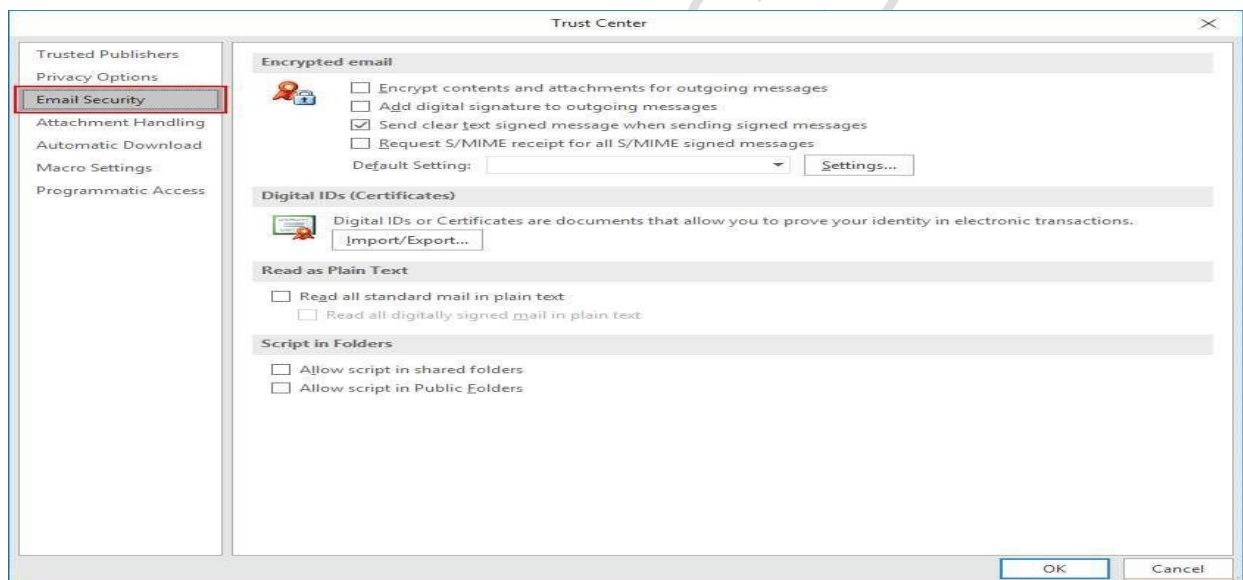 Trust Center
Trusted Publishers
Privacy Options
Email Security
Attachment Handling
Automatic Download
Macro Settings
Programmatic Access
Encrypted email
Encrypt contents and attachments for outgoing messages
Add digital signature to outgoing messages
Send clear text signed message when sending signed messages
Request S/MIME receipt for all S/MIME signed messages
Default Setting:
Settings...
Digital IDs (Certificates)
Digital IDs or Certificates are documents that allow you to prove your identity in electronic transactions.
Import/Export...
Read as Plain Text
Read all standard mail in plain text
Read all digitally signed mail in plain text
Script in Folders
Allow script in shared folders
Allow script in Public Folders
OK Cancel